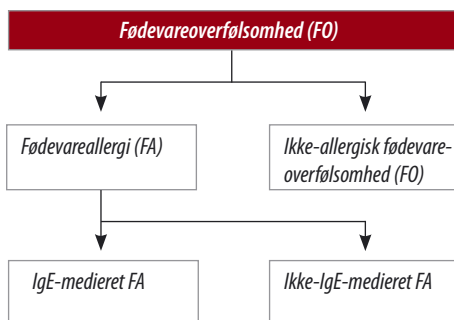 Fødevareoverfølsomhed (FO)
Fødevareallergi (FA)
Ikke-allergisk fødevare-
overfølsomhed (FO)
IgE-medieret FA
Ikke-IgE-medieret FA